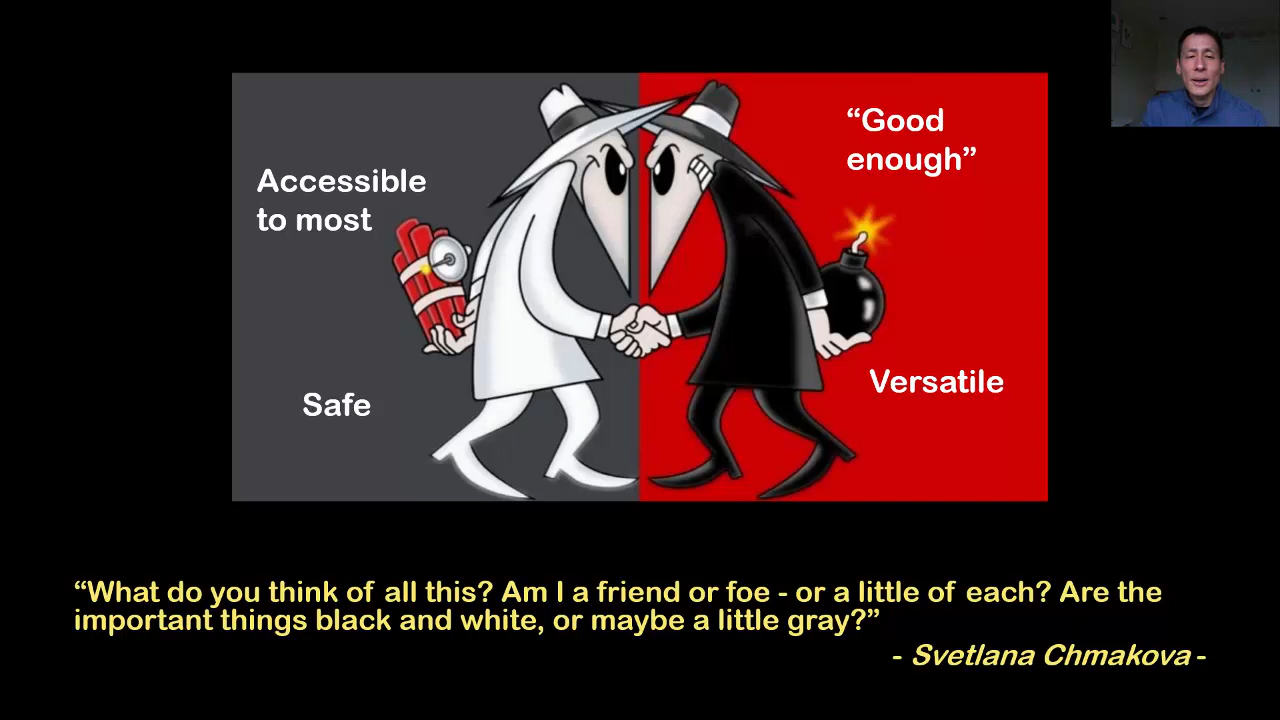 Accessible
to most
Safe
“Good
enough”
Versatile
“What do you think of all this? Am I a friend or foe - or a little of each? Are the
important things black and white, or maybe a little gray?”
- Svetlana Chmakova -